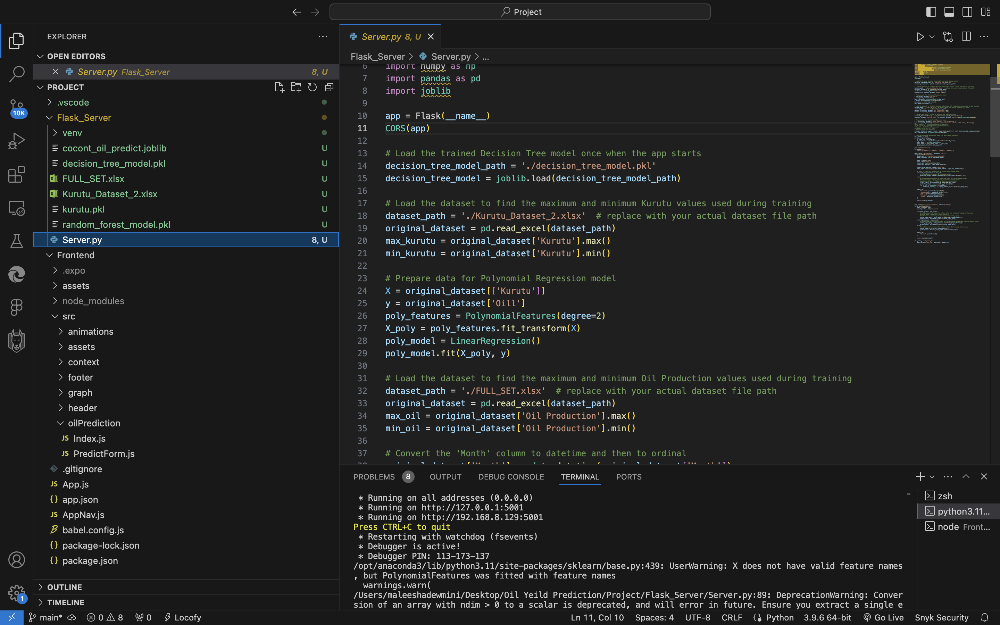 Project
EXPLORER
OPEN EDITORS
Server.py Flask_Server 8, U
PROJECT
.vscode
Flask_Server
venv
cocont_oil_predict.joblib U
decision_tree_model.pkl U
FULL_SET.xlsx U
Kurutu_Dataset_2.xlsx U
kurutu.pkl U
random_forest_model.pkl U
Server.py 8, U
Frontend
.expo
assets
node_modules
src
animations
assets
context
footer
graph
header
oilPrediction
JS Index.js
JS PredictForm.js
.gitignore
JS App.js
{} app.json
JS AppNav.js
babel.config.js
{} package-lock.json
{} package.json
OUTLINE
TIMELINE
10K
1
Server.py 8, U
Flask_Server > Server.py > ...
6 import numpy as np
7 import pandas as pd
8 import joblib
9
10 app = Flask(__name__)
11 CORS(app)
12
13 # Load the trained Decision Tree model once when the app starts
14 decision_tree_model_path = './decision_tree_model.pkl'
15 decision_tree_model = joblib.load(decision_tree_model_path)
16
17 # Load the dataset to find the maximum and minimum Kurutu values used during training
18 dataset_path = './Kurutu_Dataset_2.xlsx'  # replace with your actual dataset file path
19 original_dataset = pd.read_excel(dataset_path)
20 max_kurutu = original_dataset['Kurutu'].max()
21 min_kurutu = original_dataset['Kurutu'].min()
22
23 # Prepare data for Polynomial Regression model
24 X = original_dataset[['Kurutu']]
25 y = original_dataset['Oill']
26 poly_features = PolynomialFeatures(degree=2)
27 X_poly = poly_features.fit_transform(X)
28 poly_model = LinearRegression()
29 poly_model.fit(X_poly, y)
30
31 # Load the dataset to find the maximum and minimum Oil Production values used during training
32 dataset_path = './FULL_SET.xlsx'  # replace with your actual dataset file path
33 original_dataset = pd.read_excel(dataset_path)
34 max_oil = original_dataset['Oil Production'].max()
35 min_oil = original_dataset['Oil Production'].min()
36
37 # Convert the 'Month' column to datetime and then to ordinal
PROBLEMS 8 OUTPUT DEBUG CONSOLE TERMINAL PORTS
* Running on all addresses (0.0.0.0)
* Running on http://127.0.0.1:5001
* Running on http://192.168.8.129:5001
Press CTRL+C to quit
* Restarting with watchdog (fsevents)
* Debugger is active!
* Debugger PIN: 113-173-137
/opt/anaconda3/lib/python3.11/site-packages/sklearn/base.py:439: UserWarning: X does not have valid feature names
, but PolynomialFeatures was fitted with feature names
warnings.warn(
/Users/maleeshadewmini/Desktop/Oil Yeild Prediction/Project/Flask_Server/Server.py:89: DeprecationWarning: Conver
sion of an array with ndim > 0 to a scalar is deprecated, and will error in future. Ensure you extract a single e
zsh
python3.11...
node Front...
main* 0 8 0 Locofy Ln 11, Col 10 Spaces: 4 UTF-8 CRLF Python 3.9.6 64-bit Go Live Snyk Security